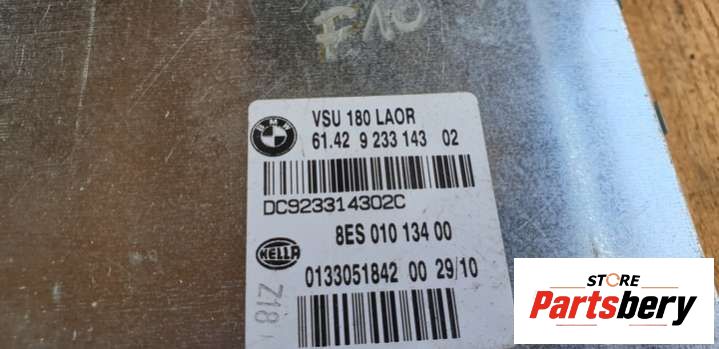 F10
BMW
VSU 180 LAOR
61.42 9 233 143 02
DC923314302C
8ES 010 134 00
HELLA
0133051842 00 29/10
Z18
STORE
Partsbery